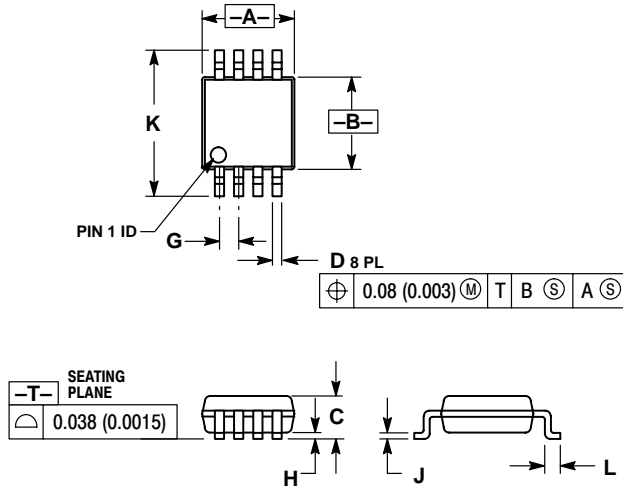 –A–
K
–B–
PIN 1 ID
G
D 8 PL
⌖ 0.08 (0.003) Ⓜ T B Ⓢ A Ⓢ
–T–
SEATING
PLANE
⌓ 0.038 (0.0015)
C
H
J
L